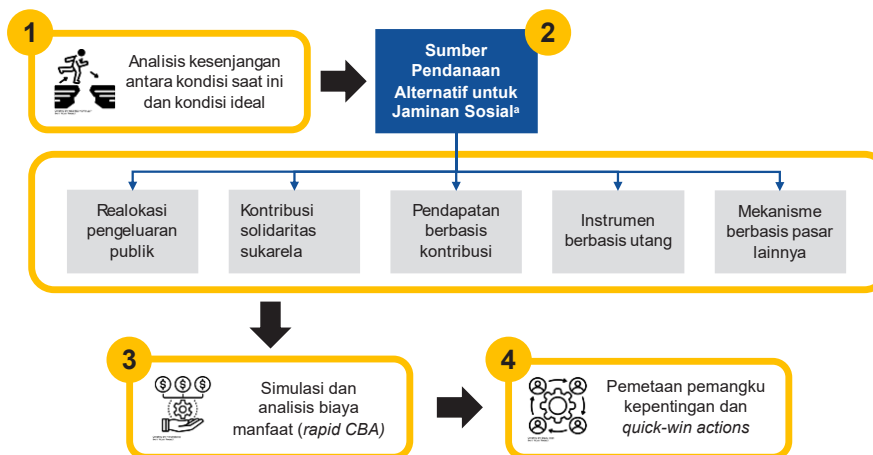 1
Analisis kesenjangan
antara kondisi saat ini
dan kondisi ideal
2
Sumber
Pendanaan
Alternatif untuk
Jaminan Sosialᵃ
Realokasi
pengeluaran
publik
Kontribusi
solidaritas
sukarela
Pendapatan
berbasis
kontribusi
Instrumen
berbasis utang
Mekanisme
berbasis pasar
lainnya
3
Simulasi dan
analisis biaya
manfaat (rapid CBA)
4
Pemetaan pemangku
kepentingan dan
quick-win actions